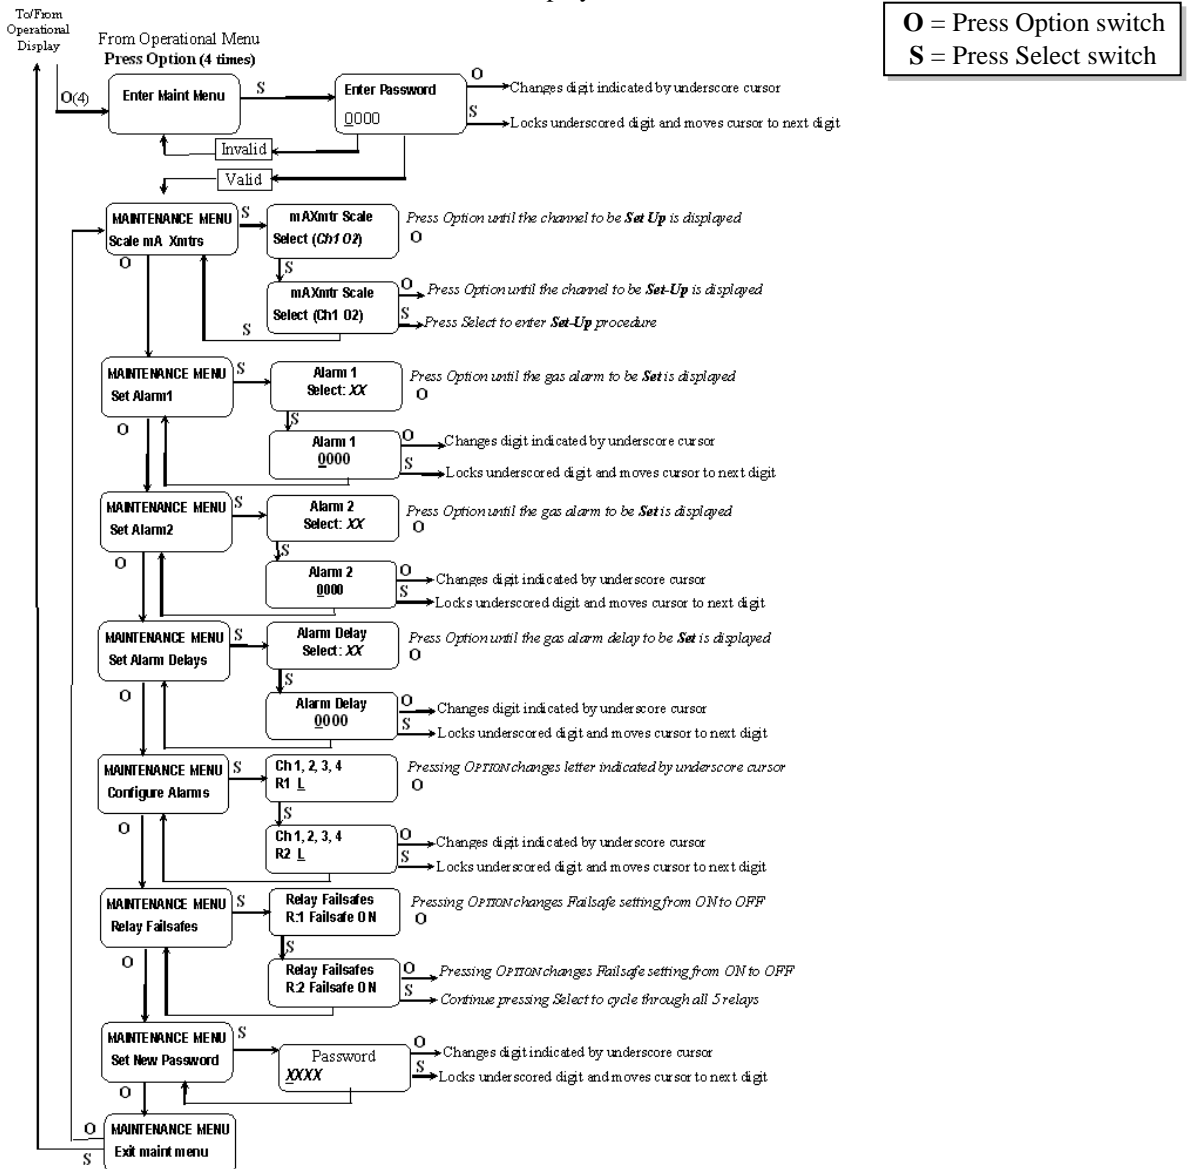 To/From
Operational
Display
From Operational Menu
Press Option (4 times)
O = Press Option switch
S = Press Select switch
O(4)
Enter Maint Menu
S
Enter Password
0000
O
Changes digit indicated by underscore cursor
S
Locks underscored digit and moves cursor to next digit
Invalid
Valid
MAINTENANCE MENU
Scale mA Xmtrs
S
O
mAXmtr Scale
Select (Ch1 O2)
Press Option until the channel to be Set Up is displayed
O
S
mAXmtr Scale
Select (Ch1 O2)
O
Press Option until the channel to be Set-Up is displayed
S
Press Select to enter Set-Up procedure
S
MAINTENANCE MENU
Set Alarm1
S
O
Alarm 1
Select: XX
Press Option until the gas alarm to be Set is displayed
O
S
Alarm 1
0000
O
Changes digit indicated by underscore cursor
S
Locks underscored digit and moves cursor to next digit
MAINTENANCE MENU
Set Alarm2
S
O
Alarm 2
Select: XX
Press Option until the gas alarm to be Set is displayed
O
S
Alarm 2
0000
O
Changes digit indicated by underscore cursor
S
Locks underscored digit and moves cursor to next digit
MAINTENANCE MENU
Set Alarm Delays
S
O
Alarm Delay
Select: XX
Press Option until the gas alarm delay to be Set is displayed
O
S
Alarm Delay
0000
O
Changes digit indicated by underscore cursor
S
Locks underscored digit and moves cursor to next digit
MAINTENANCE MENU
Configure Alarms
S
O
Ch 1, 2, 3, 4
R1 L
Pressing OPTION changes letter indicated by underscore cursor
O
S
Ch 1, 2, 3, 4
R2 L
O
Changes digit indicated by underscore cursor
S
Locks underscored digit and moves cursor to next digit
MAINTENANCE MENU
Relay Failsafes
S
O
Relay Failsafes
R:1 Failsafe ON
Pressing OPTION changes Failsafe setting from ON to OFF
O
S
Relay Failsafes
R:2 Failsafe ON
O
Pressing OPTION changes Failsafe setting from ON to OFF
S
Continue pressing Select to cycle through all 5 relays
MAINTENANCE MENU
Set New Password
S
O
Password
XXXX
O
Changes digit indicated by underscore cursor
S
Locks underscored digit and moves cursor to next digit
O
S
MAINTENANCE MENU
Exit maint menu